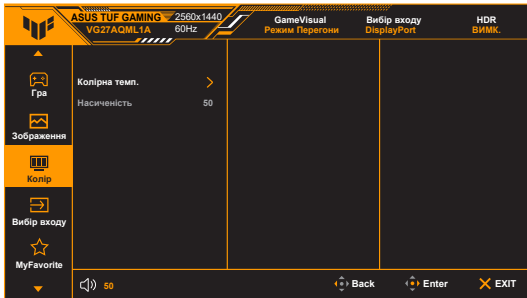 ASUS TUF GAMING 2560x1440
VG27AQML1A 60Hz
GameVisual
Режим Перегони
Вибір входу
DisplayPort
HDR
ВИМК.
Гра
Зображення
Колір
Вибір входу
MyFavorite
Колірна темп.
Насиченість 50
50
Back
Enter
EXIT